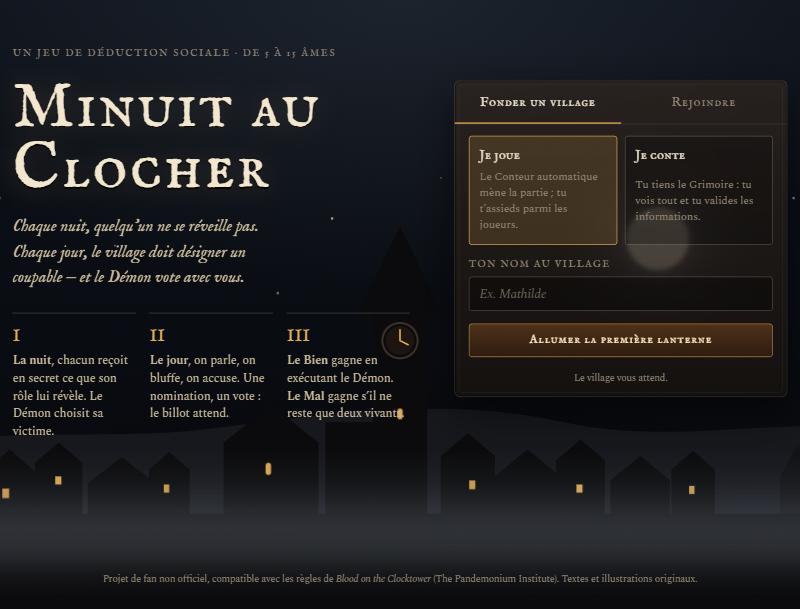 UN JEU DE DÉDUCTION SOCIALE · DE 5 À 15 ÂMES
Minuit au
Clocher
Chaque nuit, quelqu'un ne se réveille pas.
Chaque jour, le village doit désigner un
coupable — et le Démon vote avec vous.
I
La nuit, chacun reçoit
en secret ce que son
rôle lui révèle. Le
Démon choisit sa
victime.
II
Le jour, on parle, on
bluffe, on accuse. Une
nomination, un vote :
le billot attend.
III
Le Bien gagne en
exécutant le Démon.
Le Mal gagne s'il ne
reste que deux vivants.
Fonder un village
Rejoindre
Je joue
Le Conteur automatique
mène la partie ; tu
t'assieds parmi les
joueurs.
Je conte
Tu tiens le Grimoire : tu
vois tout et tu valides les
informations.
TON NOM AU VILLAGE
Ex. Mathilde
Allumer la première lanterne
Le village vous attend.
Projet de fan non officiel, compatible avec les règles de Blood on the Clocktower (The Pandemonium Institute). Textes et illustrations originaux.